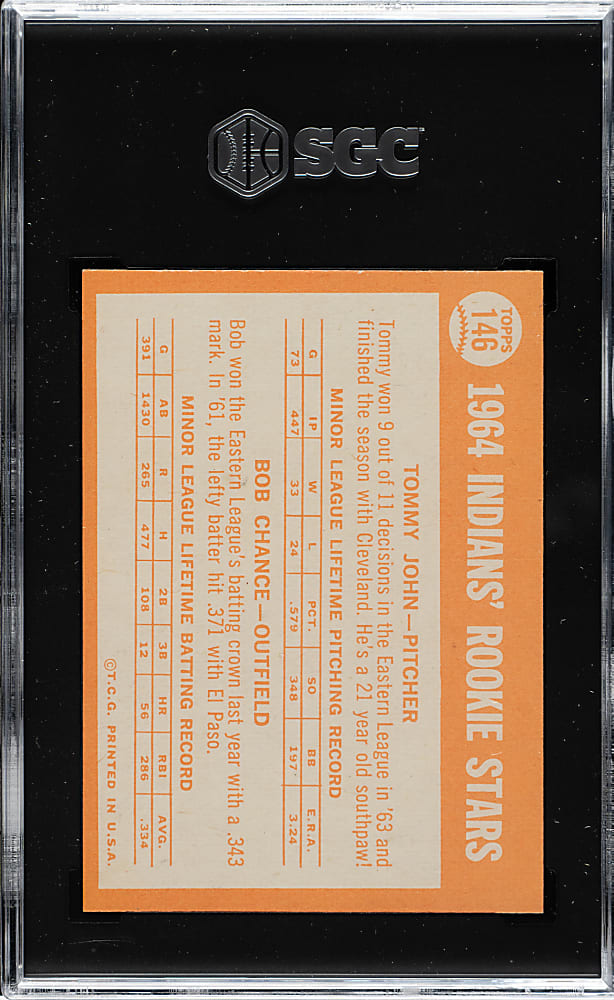 SGC
TOPPS
146
1964 INDIANS' ROOKIE STARS
TOMMY JOHN—PITCHER
Tommy won 9 out of 11 decisions in the Eastern League in '63 and
finished the season with Cleveland. He's a 21 year old southpaw!
MINOR LEAGUE LIFETIME PITCHING RECORD
G IP W L PCT. SO BB E.R.A.
73 447 33 24 .579 348 197 3.24
BOB CHANCE—OUTFIELD
Bob won the Eastern League's batting crown last year with a .343
mark. In '61, the lefty batter hit .371 with El Paso.
MINOR LEAGUE LIFETIME BATTING RECORD
G AB R H 2B 3B HR RBI AVG.
391 1430 265 477 108 12 56 286 .334
©T.C.G. PRINTED IN U.S.A.